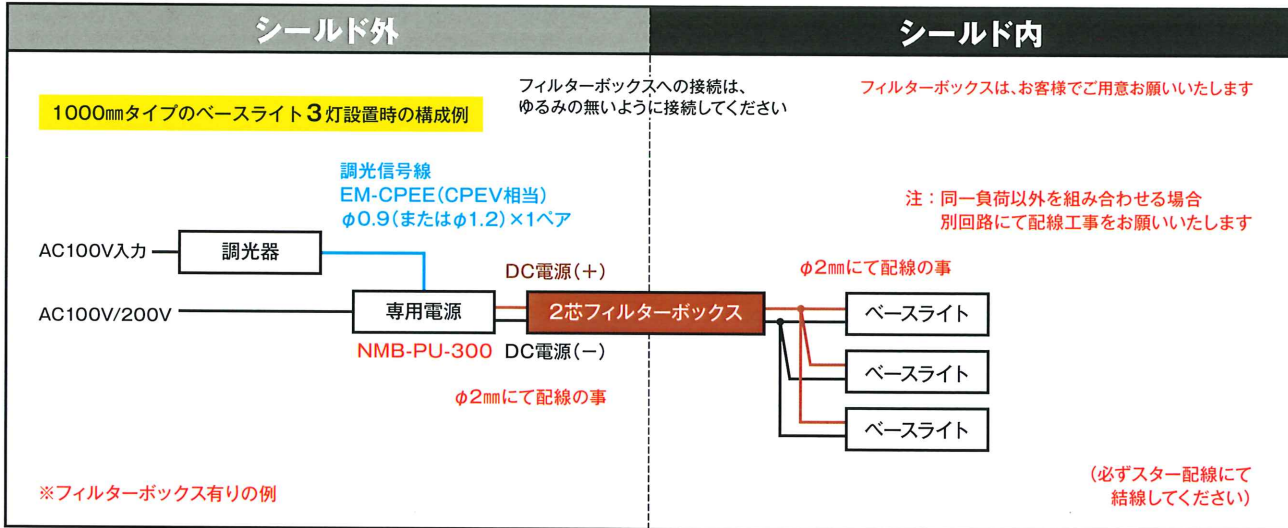 シールド外
シールド内
フィルターボックスへの接続は、
ゆるみの無いように接続してください
フィルターボックスは、お客様でご用意お願いいたします
1000㎜タイプのベースライト3灯設置時の構成例
調光信号線
EM-CPEE(CPEV相当)
φ0.9(またはφ1.2)×1ペア
注：同一負荷以外を組み合わせる場合
別回路にて配線工事をお願いいたします
AC100V入力
調光器
DC電源(+)
φ2㎜にて配線の事
AC100V/200V
専用電源
2芯フィルターボックス
ベースライト
NMB-PU-300
DC電源(−)
ベースライト
φ2㎜にて配線の事
ベースライト
※フィルターボックス有りの例
(必ずスター配線にて
結線してください)